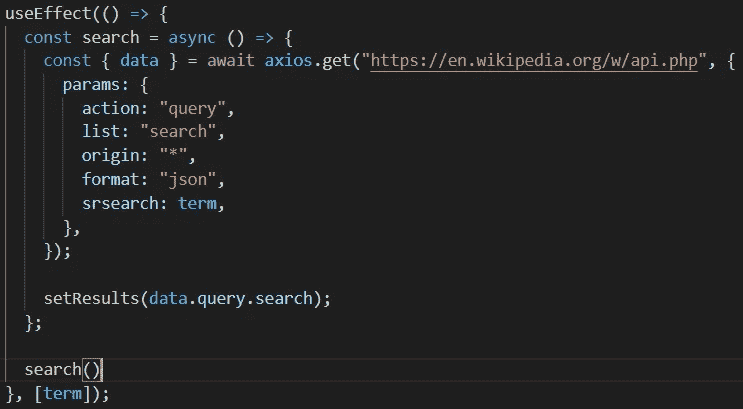 useEffect(() => {
  const search = async () => {
    const { data } = await axios.get("https://en.wikipedia.org/w/api.php", {
      params: {
        action: "query",
        list: "search",
        origin: "*",
        format: "json",
        srsearch: term,
      },
    });

    setResults(data.query.search);
  };

  search()
}, [term]);